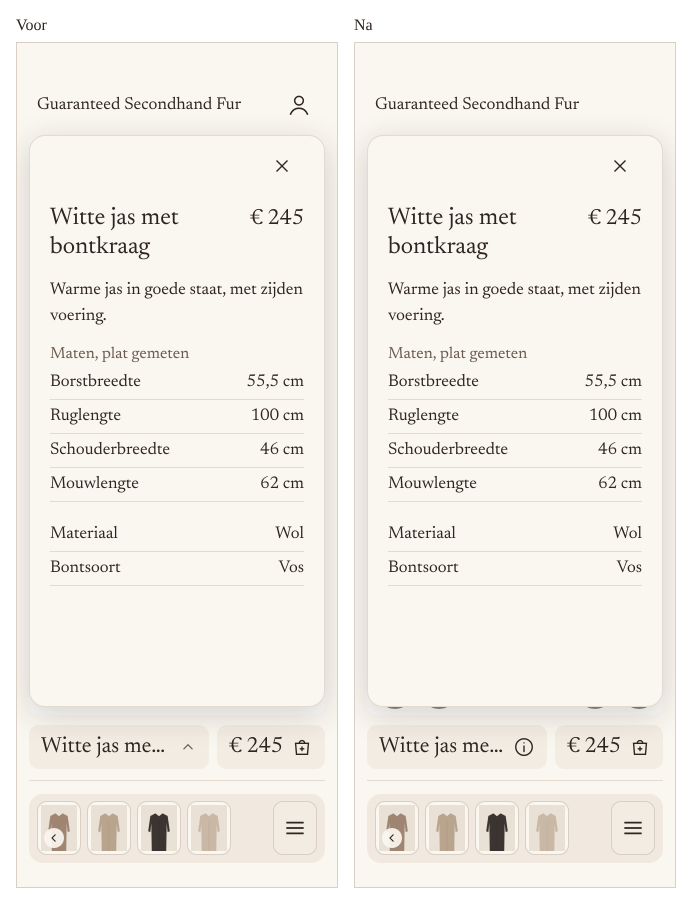 Voor
Guaranteed Secondhand Fur
Witte jas met € 245
bontkraag
Warme jas in goede staat, met zijden
voering.
Maten, plat gemeten
Borstbreedte 55,5 cm
Ruglengte 100 cm
Schouderbreedte 46 cm
Mouwlengte 62 cm
Materiaal Wol
Bontsoort Vos
Witte jas me... € 245
Na
Guaranteed Secondhand Fur
Witte jas met € 245
bontkraag
Warme jas in goede staat, met zijden
voering.
Maten, plat gemeten
Borstbreedte 55,5 cm
Ruglengte 100 cm
Schouderbreedte 46 cm
Mouwlengte 62 cm
Materiaal Wol
Bontsoort Vos
Witte jas me... € 245